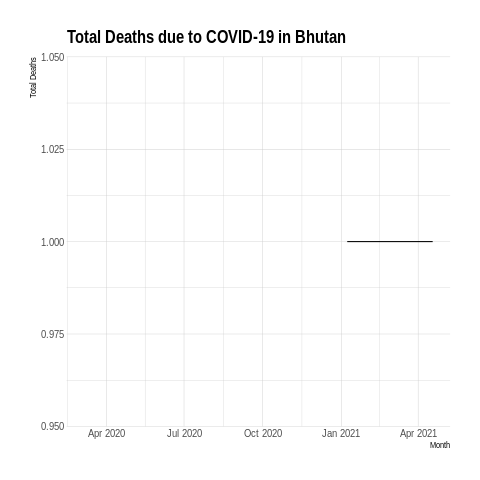 Total Deaths due to COVID-19 in Bhutan
Total Deaths
1.050
1.025
1.000
0.975
0.950
Apr 2020 Jul 2020 Oct 2020 Jan 2021 Apr 2021
Month